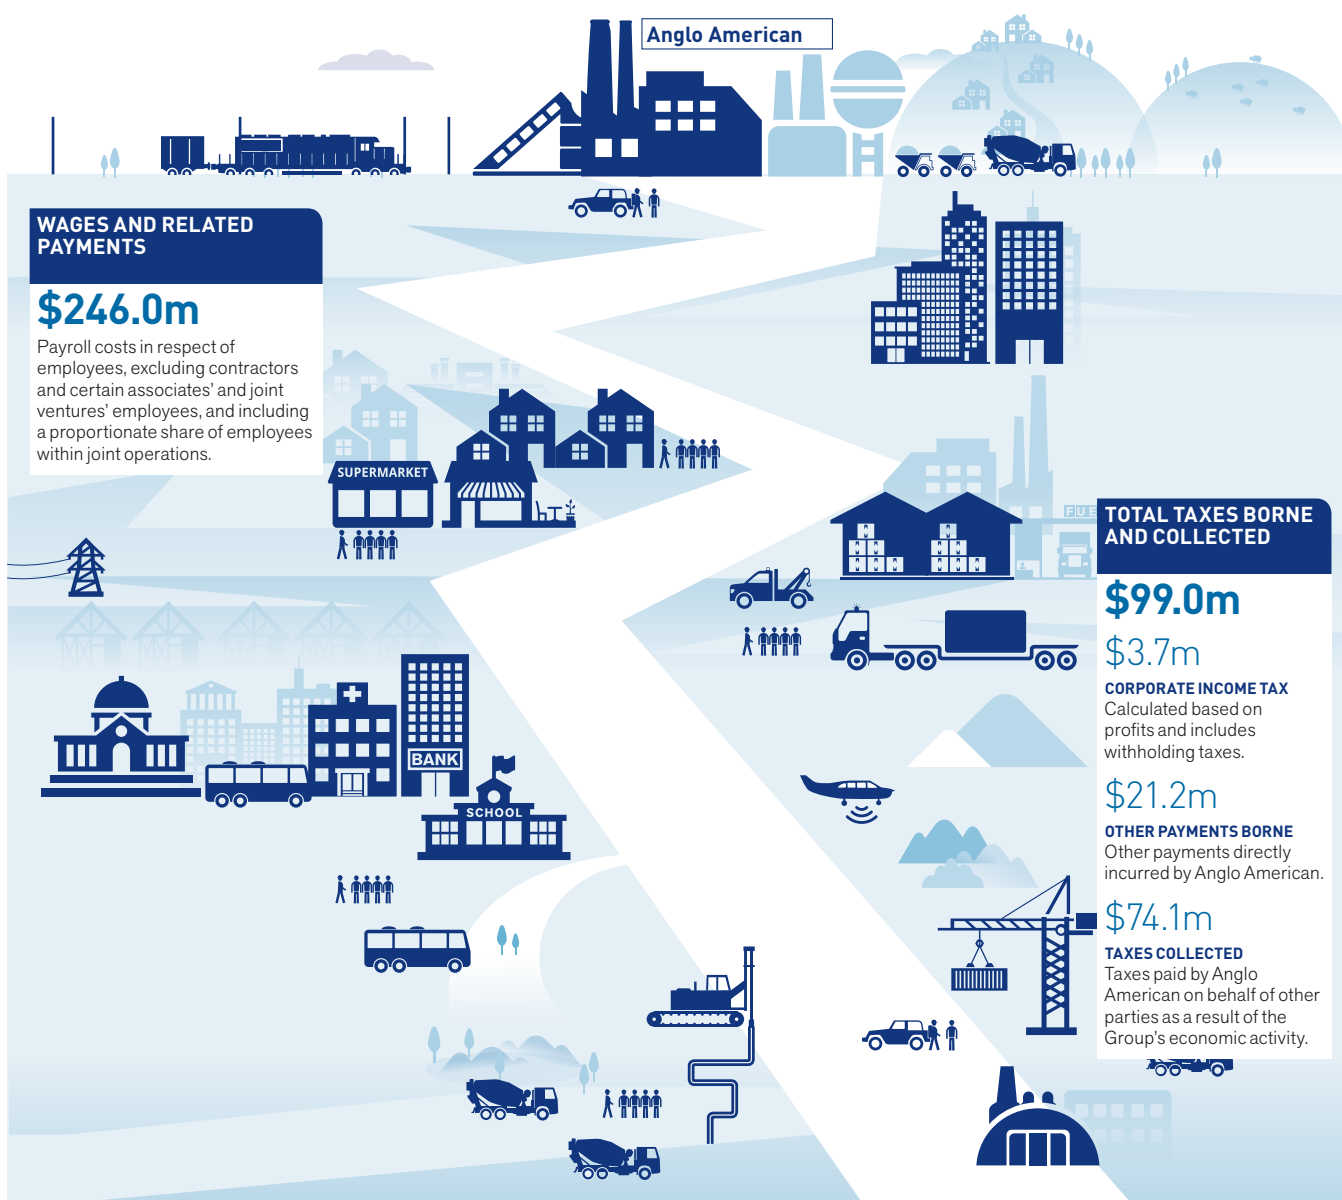 Anglo American
WAGES AND RELATED
PAYMENTS
$246.0m
Payroll costs in respect of
employees, excluding contractors
and certain associates’ and joint
ventures’ employees, and including
a proportionate share of employees
within joint operations.
SUPERMARKET
FUE
TOTAL TAXES BORNE
AND COLLECTED
$99.0m
$3.7m
CORPORATE INCOME TAX
Calculated based on
profits and includes
withholding taxes.
$21.2m
OTHER PAYMENTS BORNE
Other payments directly
incurred by Anglo American.
$74.1m
TAXES COLLECTED
Taxes paid by Anglo
American on behalf of other
parties as a result of the
Group’s economic activity.
BANK
SCHOOL